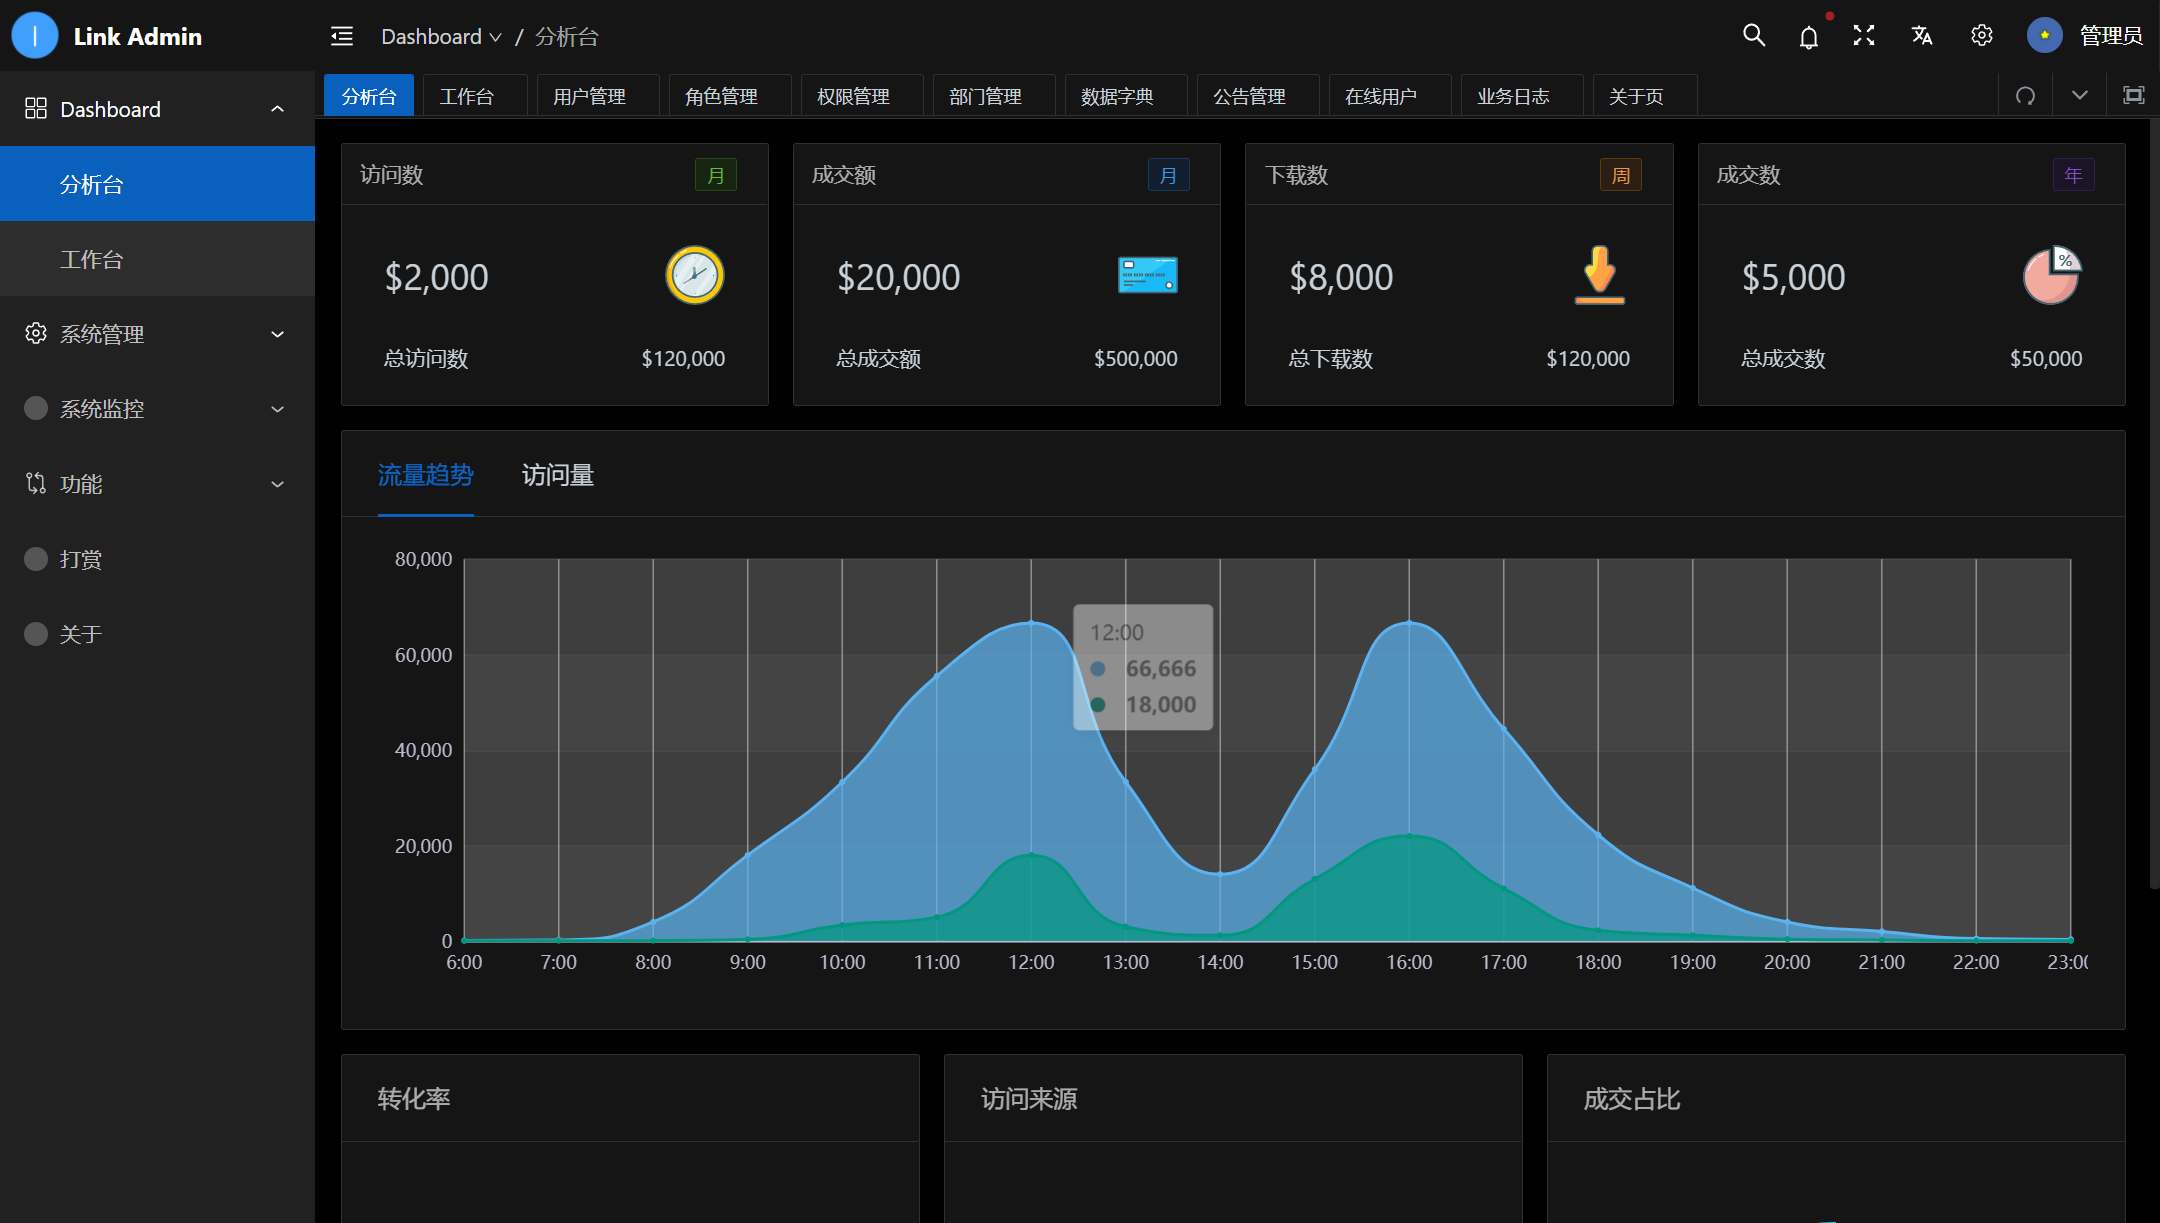 Link Admin
Dashboard / 分析台
管理员
分析台 工作台 用户管理 角色管理 权限管理 部门管理 数据字典 公告管理 在线用户 业务日志 关于页
Dashboard
分析台
工作台
系统管理
系统监控
功能
打赏
关于
访问数 月
$2,000
总访问数 $120,000
成交额 月
$20,000
总成交额 $500,000
下载数 周
$8,000
总下载数 $120,000
成交数 年
%
$5,000
总成交数 $50,000
流量趋势 访问量
80,000
60,000
40,000
20,000
0
12:00
66,666
18,000
6:00 7:00 8:00 9:00 10:00 11:00 12:00 13:00 14:00 15:00 16:00 17:00 18:00 19:00 20:00 21:00 22:00 23:0
转化率
访问来源
成交占比